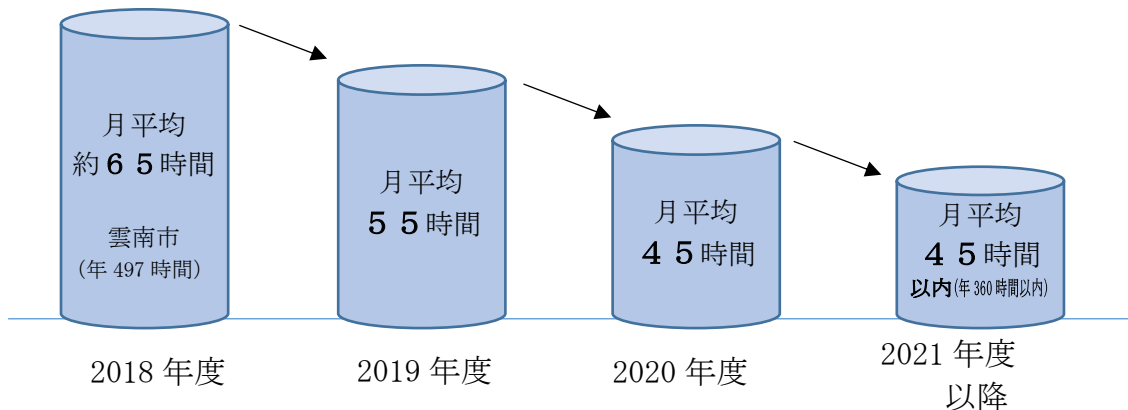 月平均
約６５時間
雲南市
(年 497 時間)
2018 年度
月平均
５５時間
2019 年度
月平均
４５時間
2020 年度
月平均
４５時間
以内(年 360 時間以内)
2021 年度
以降